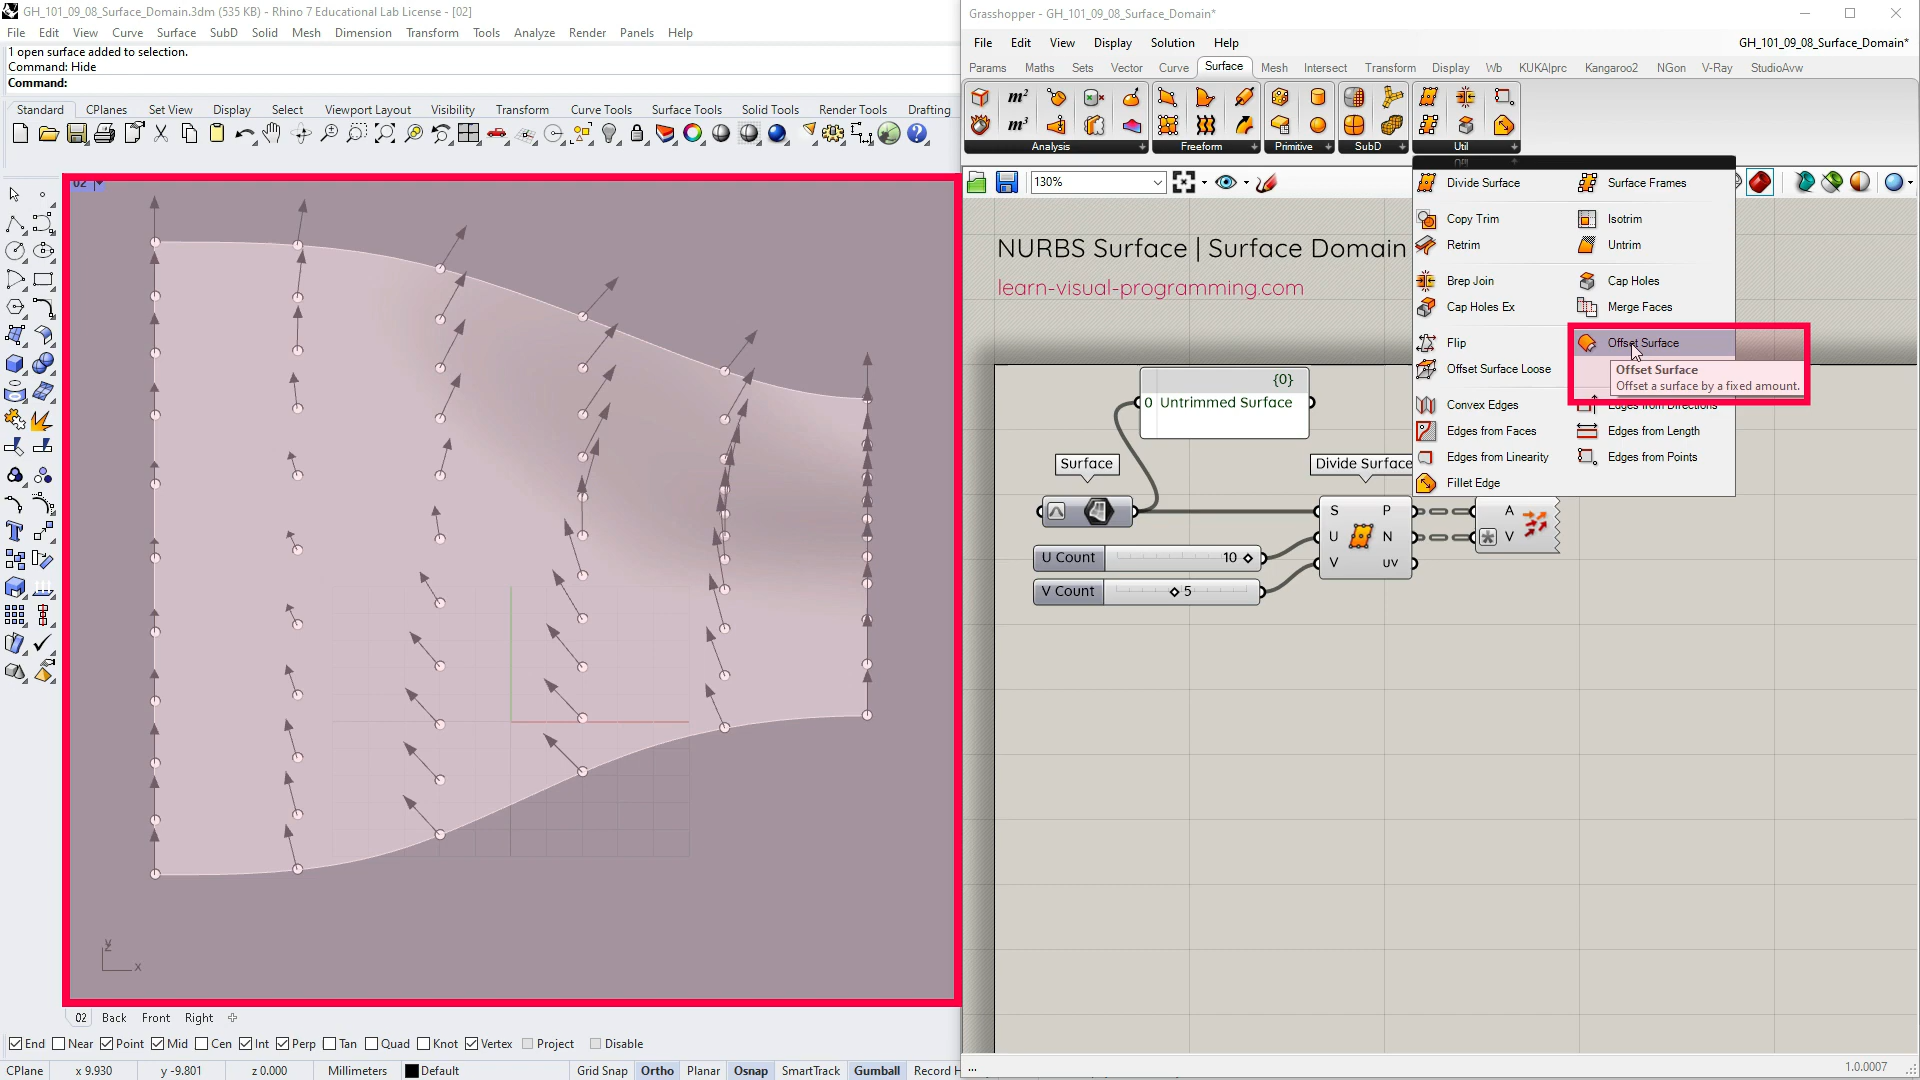 GH_101_09_08_Surface_Domain.3dm (535 KB) - Rhino 7 Educational Lab License - [02]
File Edit View Curve Surface SubD Solid Mesh Dimension Transform Tools Analyze Render Panels Help
1 open surface added to selection.
Command: Hide
Command:
Standard CPlanes Set View Display Select Viewport Layout Visibility Transform Curve Tools Surface Tools Solid Tools Render Tools Drafting
02
y
x
02 Back Front Right
End Near Point Mid Cen Int Perp Tan Quad Knot Vertex Project Disable
CPlane x 9.930 y -9.801 z 0.000 Millimeters Default Grid Snap Ortho Planar Osnap SmartTrack Gumball Record H
Grasshopper - GH_101_09_08_Surface_Domain*
File Edit View Display Solution Help
GH_101_09_08_Surface_Domain*
Params Maths Sets Vector Curve Surface Mesh Intersect Transform Display Wb KUKA|prc Kangaroo2 NGon V-Ray StudioAvw
m²
m³
Analysis Freeform Primitive SubD Util
130%
Divide Surface Surface Frames
Copy Trim Isotrim
Retrim Untrim
Brep Join Cap Holes
Cap Holes Ex Merge Faces
Flip Offset Surface
Offset Surface Loose
Offset Surface
Offset a surface by a fixed amount.
Convex Edges Edges from Directions
Edges from Faces Edges from Length
Edges from Linearity Edges from Points
Fillet Edge
NURBS Surface | Surface Domain
learn-visual-programming.com
{0}
0 Untrimmed Surface
Surface
Divide Surface
S P
U N
V UV
A
V
U Count 10
V Count 5
...
1.0.0007